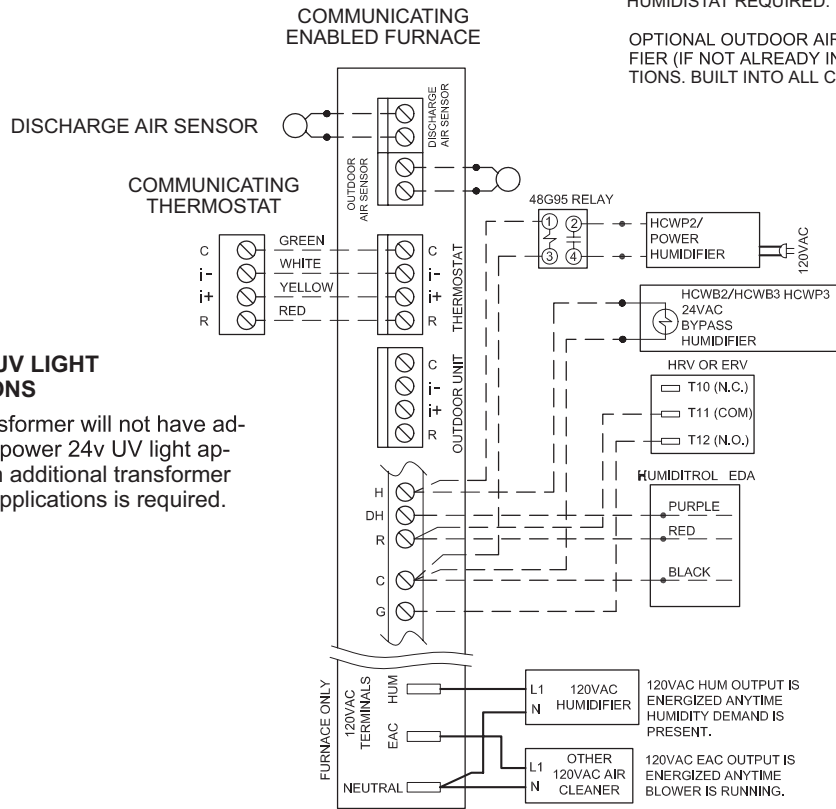 HUMIDISTAT REQUIRED.
OPTIONAL OUTDOOR AIR
FIER (IF NOT ALREADY IN
TIONS. BUILT INTO ALL C
COMMUNICATING
ENABLED FURNACE
DISCHARGE AIR SENSOR
DISCHARGE
AIR SENSOR
OUTDOOR
AIR SENSOR
COMMUNICATING
THERMOSTAT
C
i-
i+
R
GREEN
WHITE
YELLOW
RED
C
i-
i+
R
THERMOSTAT
48G95 RELAY
1
2
3
4
HCWP2/
POWER
HUMIDIFIER
120VAC
HCWB2/HCWB3 HCWP3
24VAC
BYPASS
HUMIDIFIER
UV LIGHT
ONS
sformer will not have ad-
power 24v UV light ap-
additional transformer
pplications is required.
C
i-
i+
R
OUTDOOR UNIT
HRV OR ERV
T10 (N.C.)
T11 (COM)
T12 (N.O.)
H
DH
R
C
G
HUMIDITROL EDA
PURPLE
RED
BLACK
FURNACE ONLY
120VAC
TERMINALS
HUM
EAC
NEUTRAL
L1
N
120VAC
HUMIDIFIER
120VAC HUM OUTPUT IS
ENERGIZED ANYTIME
HUMIDITY DEMAND IS
PRESENT.
L1
N
OTHER
120VAC AIR
CLEANER
120VAC EAC OUTPUT IS
ENERGIZED ANYTIME
BLOWER IS RUNNING.